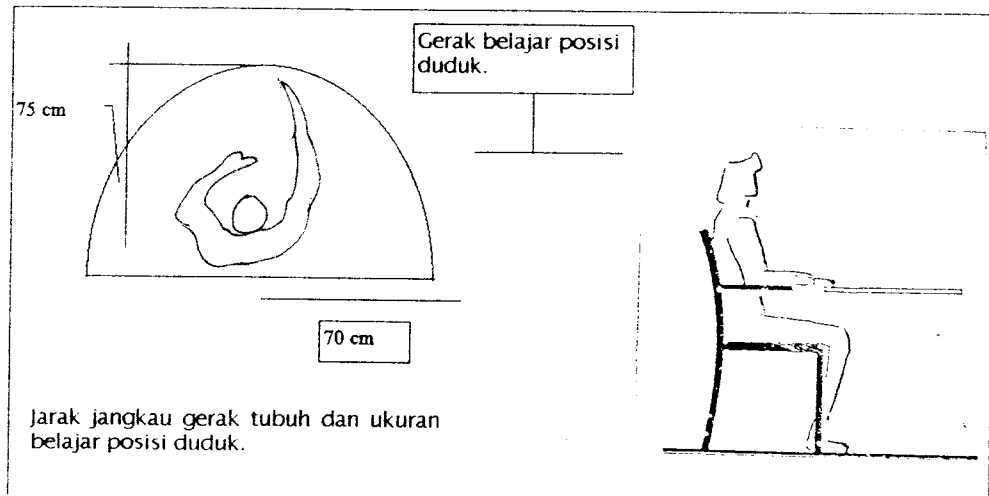 Gerak belajar posisi
duduk.
75 cm
70 cm
Jarak jangkau gerak tubuh dan ukuran
belajar posisi duduk.